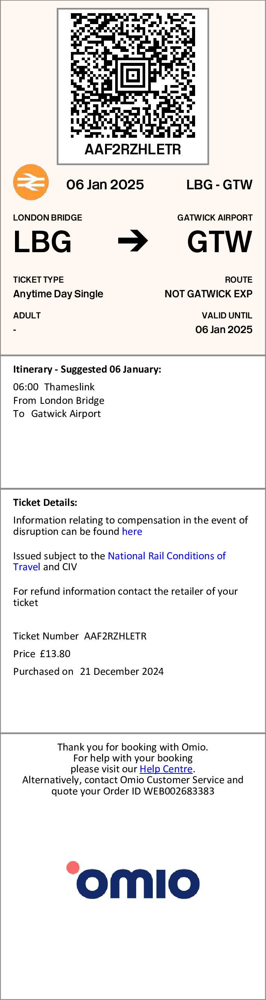 AAF2RZHLETR
06 Jan 2025 LBG - GTW
LONDON BRIDGE GATWICK AIRPORT
LBG → GTW
TICKET TYPE ROUTE
Anytime Day Single NOT GATWICK EXP
ADULT VALID UNTIL
- 06 Jan 2025
Itinerary - Suggested 06 January:
06:00 Thameslink
From London Bridge
To Gatwick Airport
Ticket Details:
Information relating to compensation in the event of
disruption can be found here
Issued subject to the National Rail Conditions of
Travel and CIV
For refund information contact the retailer of your
ticket
Ticket Number AAF2RZHLETR
Price £13.80
Purchased on 21 December 2024
Thank you for booking with Omio.
For help with your booking
please visit our Help Centre.
Alternatively, contact Omio Customer Service and
quote your Order ID WEB002683383
omio